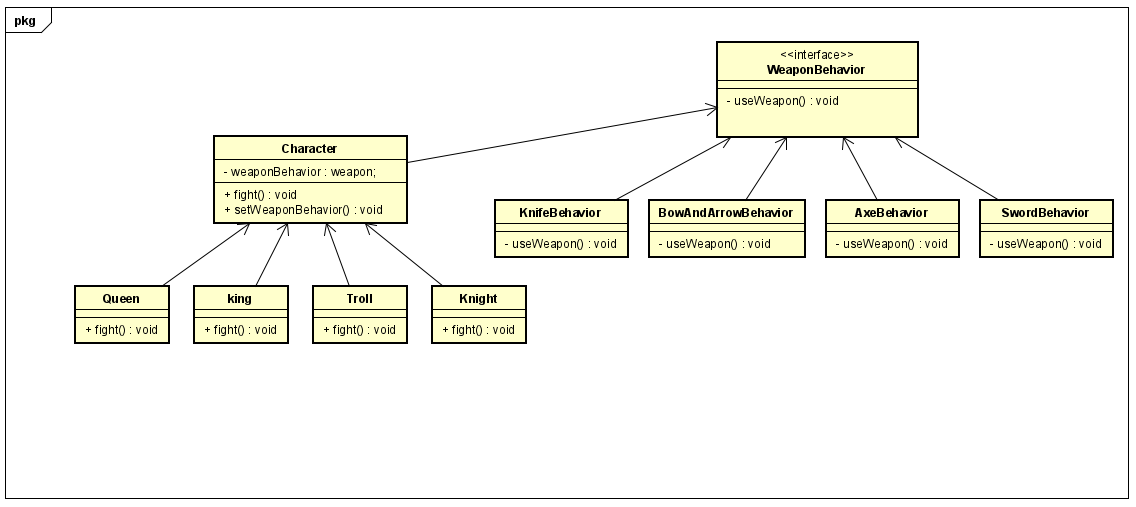 pkg
<<interface>>
WeaponBehavior
- useWeapon() : void
Character
- weaponBehavior : weapon;
+ fight() : void
+ setWeaponBehavior() : void
KnifeBehavior
- useWeapon() : void
BowAndArrowBehavior
- useWeapon() : void
AxeBehavior
- useWeapon() : void
SwordBehavior
- useWeapon() : void
Queen
+ fight() : void
king
+ fight() : void
Troll
+ fight() : void
Knight
+ fight() : void